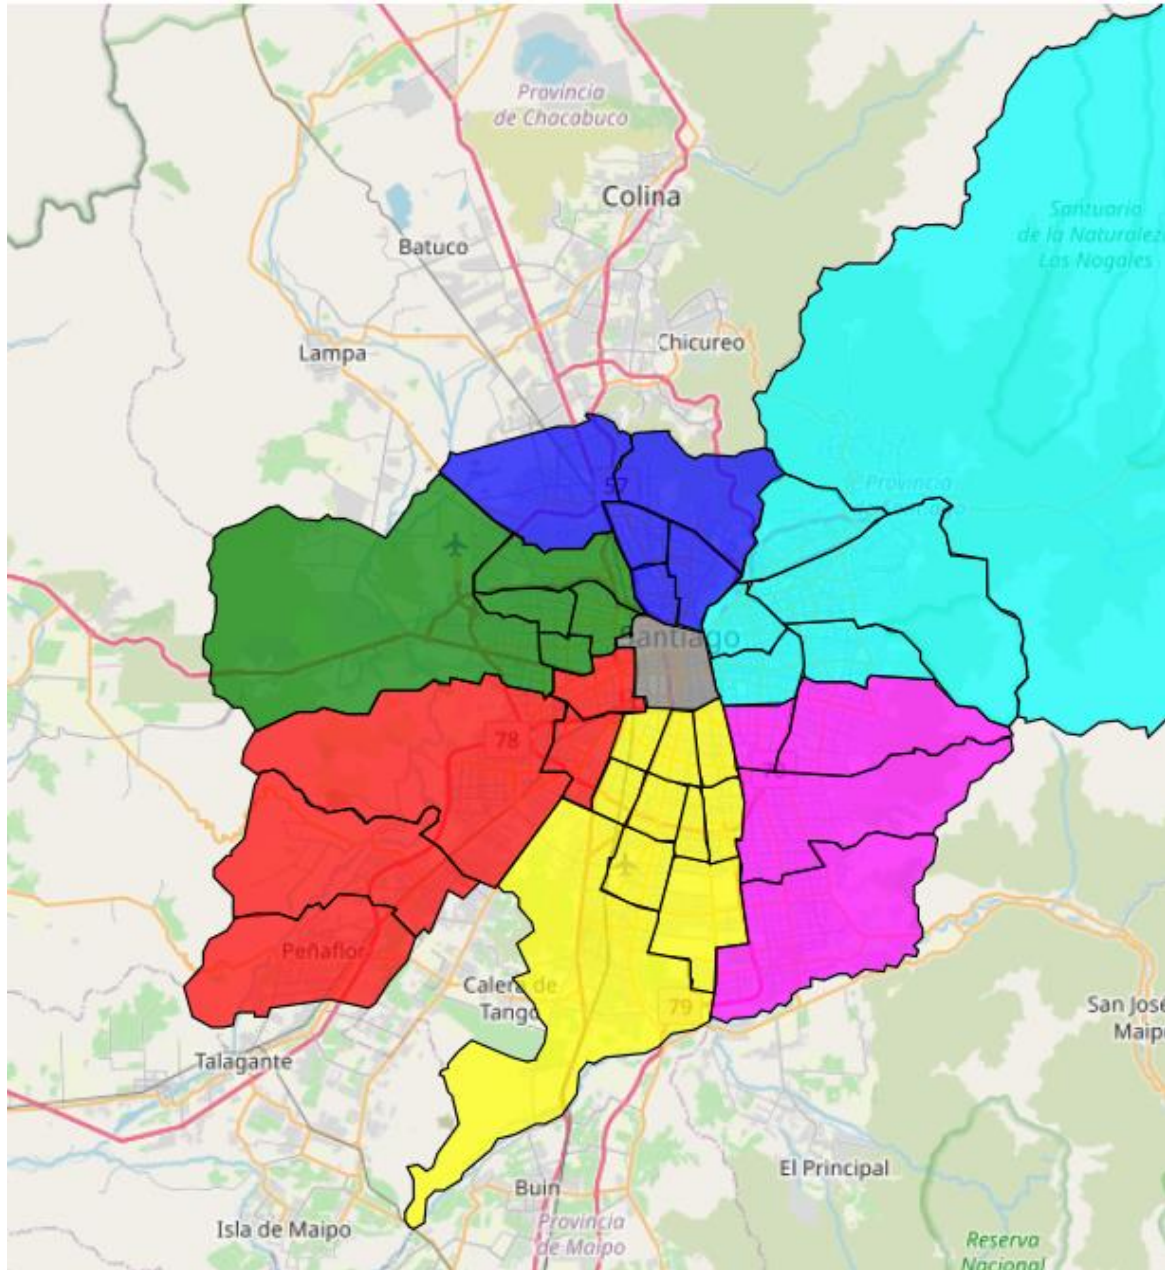 Provincia
de Chacabuco
Colina
Santuario
de la Naturaleza
Los Nogales
Batuco
Chicureo
Lampa
57
Provincia
Santiago
78
Peñaflor
Calera de
Tango
79
San José
Maipo
Talagante
El Principal
Buin
Isla de Maipo
Provincia
de Maipo
Reserva
Nacional